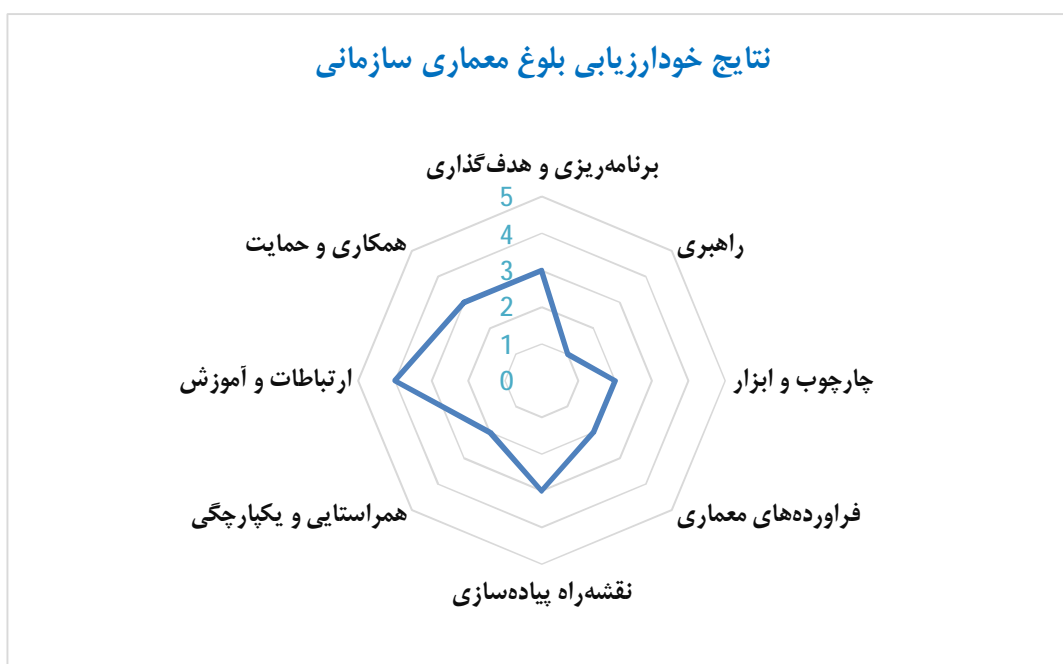 نتایج خودارزیابی بلوغ معماری سازمانی
برنامه‌ریزی و هدف‌گذاری
راهبری
چارچوب و ابزار
فراورده‌های معماری
نقشه‌راه پیاده‌سازی
همراستایی و یکپارچگی
ارتباطات و آموزش
همکاری و حمایت
5
4
3
2
1
0